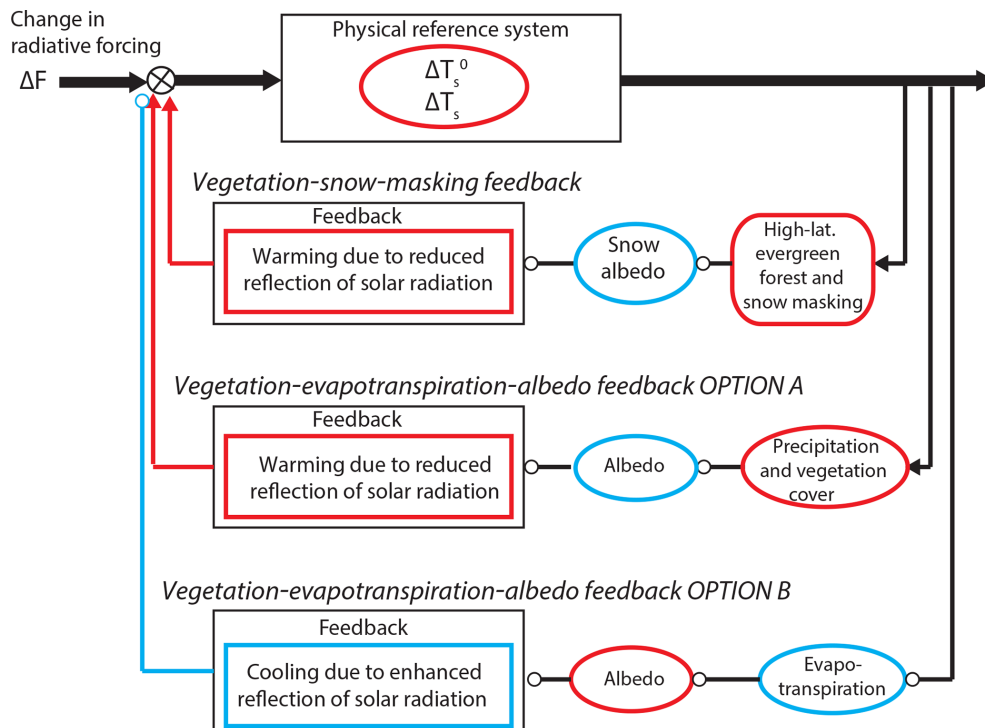 Change in
radiative forcing
ΔF
Physical reference system
ΔTs⁰
ΔTs
Vegetation-snow-masking feedback
Feedback
Warming due to reduced
reflection of solar radiation
Snow
albedo
High-lat.
evergreen
forest and
snow masking
Vegetation-evapotranspiration-albedo feedback OPTION A
Feedback
Warming due to reduced
reflection of solar radiation
Albedo
Precipitation
and vegetation
cover
Vegetation-evapotranspiration-albedo feedback OPTION B
Feedback
Cooling due to enhanced
reflection of solar radiation
Albedo
Evapo-
transpiration